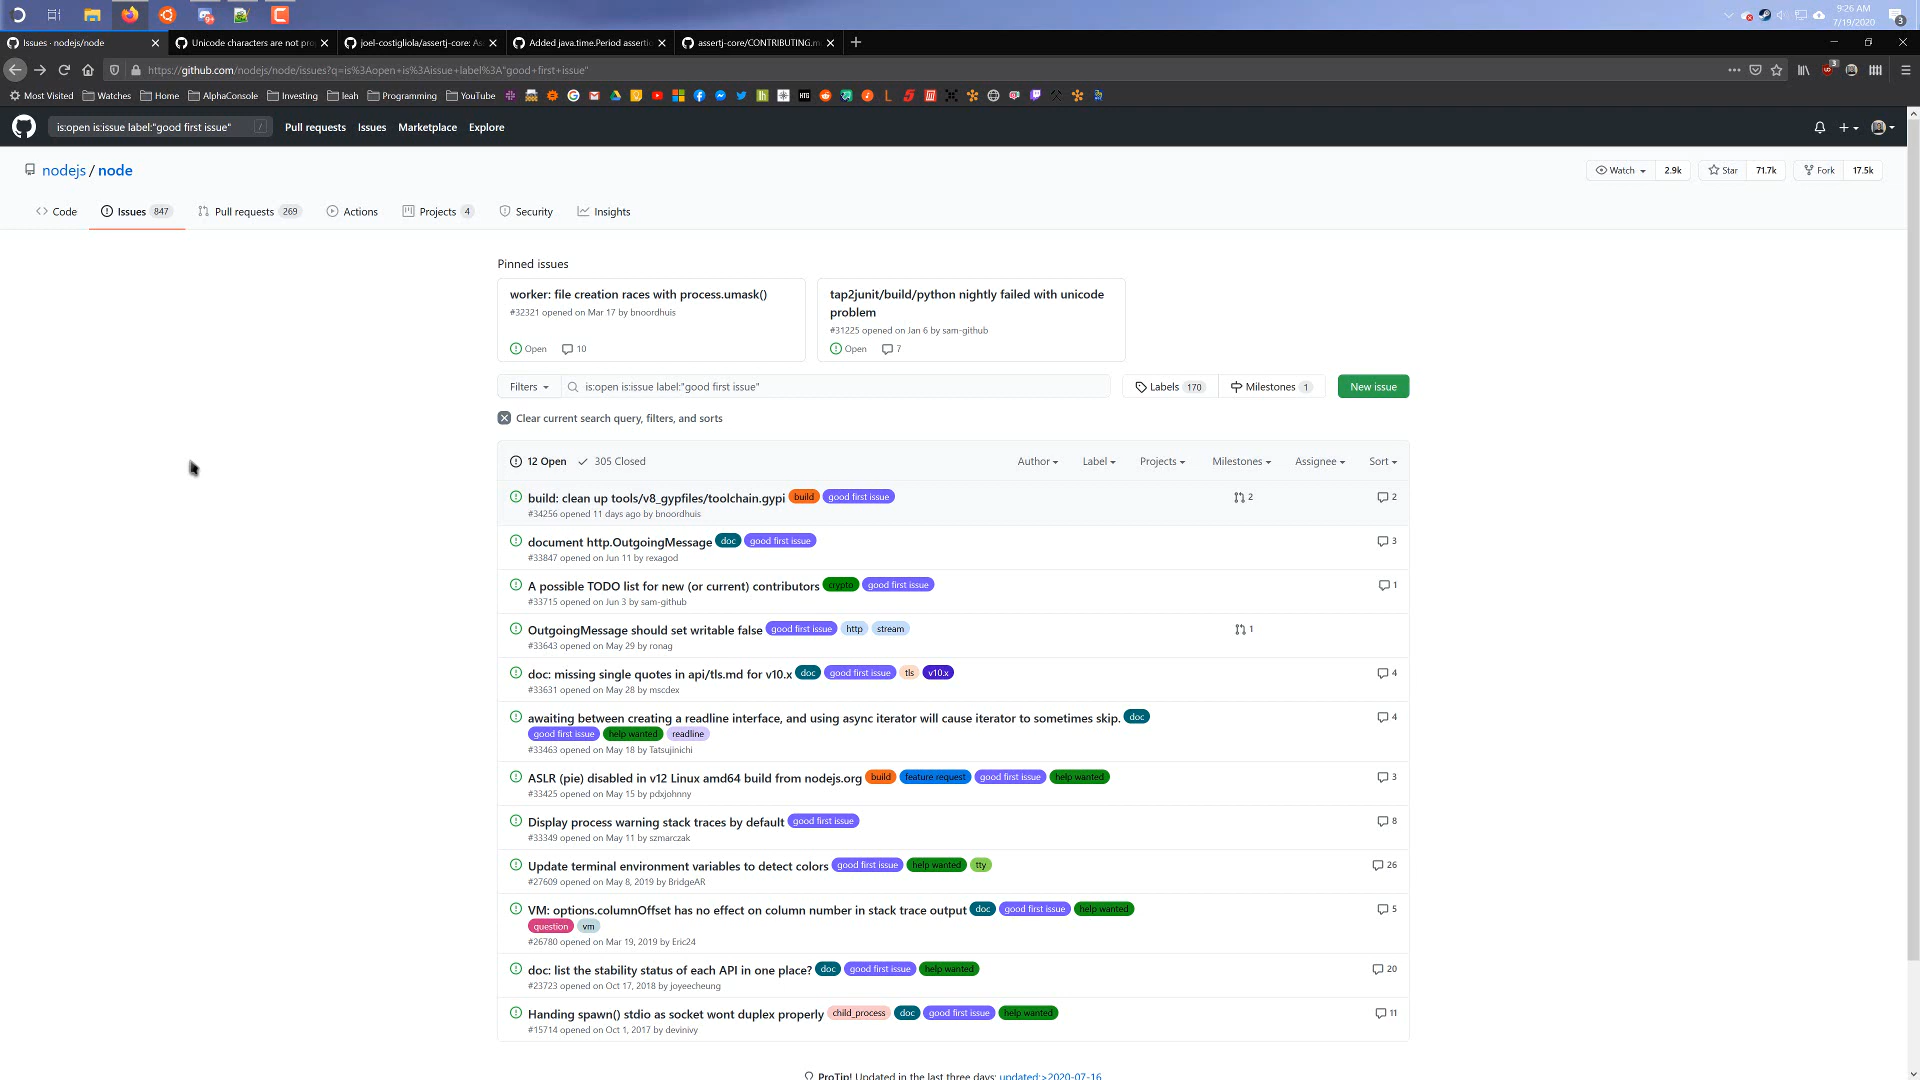 9:26 AM
7/19/2020
3
Issues · nodejs/node
Unicode characters are not pro
joel-costigliola/assertj-core: As
Added java.time.Period assertio
assertj-core/CONTRIBUTING.m
https://github.com/nodejs/node/issues?q=is%3Aopen+is%3Aissue+label%3A"good+first+issue"
Most Visited Watches Home AlphaConsole Investing leah Programming YouTube
is:open is:issue label:"good first issue" /
Pull requests Issues Marketplace Explore
nodejs / node
Watch 2.9k Star 71.7k Fork 17.5k
Code Issues 847 Pull requests 269 Actions Projects 4 Security Insights
Pinned issues
worker: file creation races with process.umask()
#32321 opened on Mar 17 by bnoordhuis
Open 10
tap2junit/build/python nightly failed with unicode
problem
#31225 opened on Jan 6 by sam-github
Open 7
Filters is:open is:issue label:"good first issue" Labels 170 Milestones 1 New issue
Clear current search query, filters, and sorts
12 Open 305 Closed Author Label Projects Milestones Assignee Sort
build: clean up tools/v8_gypfiles/toolchain.gypi build good first issue 2 2
#34256 opened 11 days ago by bnoordhuis
document http.OutgoingMessage doc good first issue 3
#33847 opened on Jun 11 by rexagod
A possible TODO list for new (or current) contributors crypto good first issue 1
#33715 opened on Jun 3 by sam-github
OutgoingMessage should set writable false good first issue http stream 1
#33643 opened on May 29 by ronag
doc: missing single quotes in api/tls.md for v10.x doc good first issue tls v10.x 4
#33631 opened on May 28 by mscdex
awaiting between creating a readline interface, and using async iterator will cause iterator to sometimes skip. doc 4
good first issue help wanted readline
#33463 opened on May 18 by Tatsujinichi
ASLR (pie) disabled in v12 Linux amd64 build from nodejs.org build feature request good first issue help wanted 3
#33425 opened on May 15 by pdxjohnny
Display process warning stack traces by default good first issue 8
#33349 opened on May 11 by szmarczak
Update terminal environment variables to detect colors good first issue help wanted tty 26
#27609 opened on May 8, 2019 by BridgeAR
VM: options.columnOffset has no effect on column number in stack trace output doc good first issue help wanted 5
question vm
#26780 opened on Mar 19, 2019 by Eric24
doc: list the stability status of each API in one place? doc good first issue help wanted 20
#23723 opened on Oct 17, 2018 by joyeecheung
Handing spawn() stdio as socket wont duplex properly child_process doc good first issue help wanted 11
#15714 opened on Oct 1, 2017 by devinivy
ProTip! Updated in the last three days: updated:>2020-07-16.